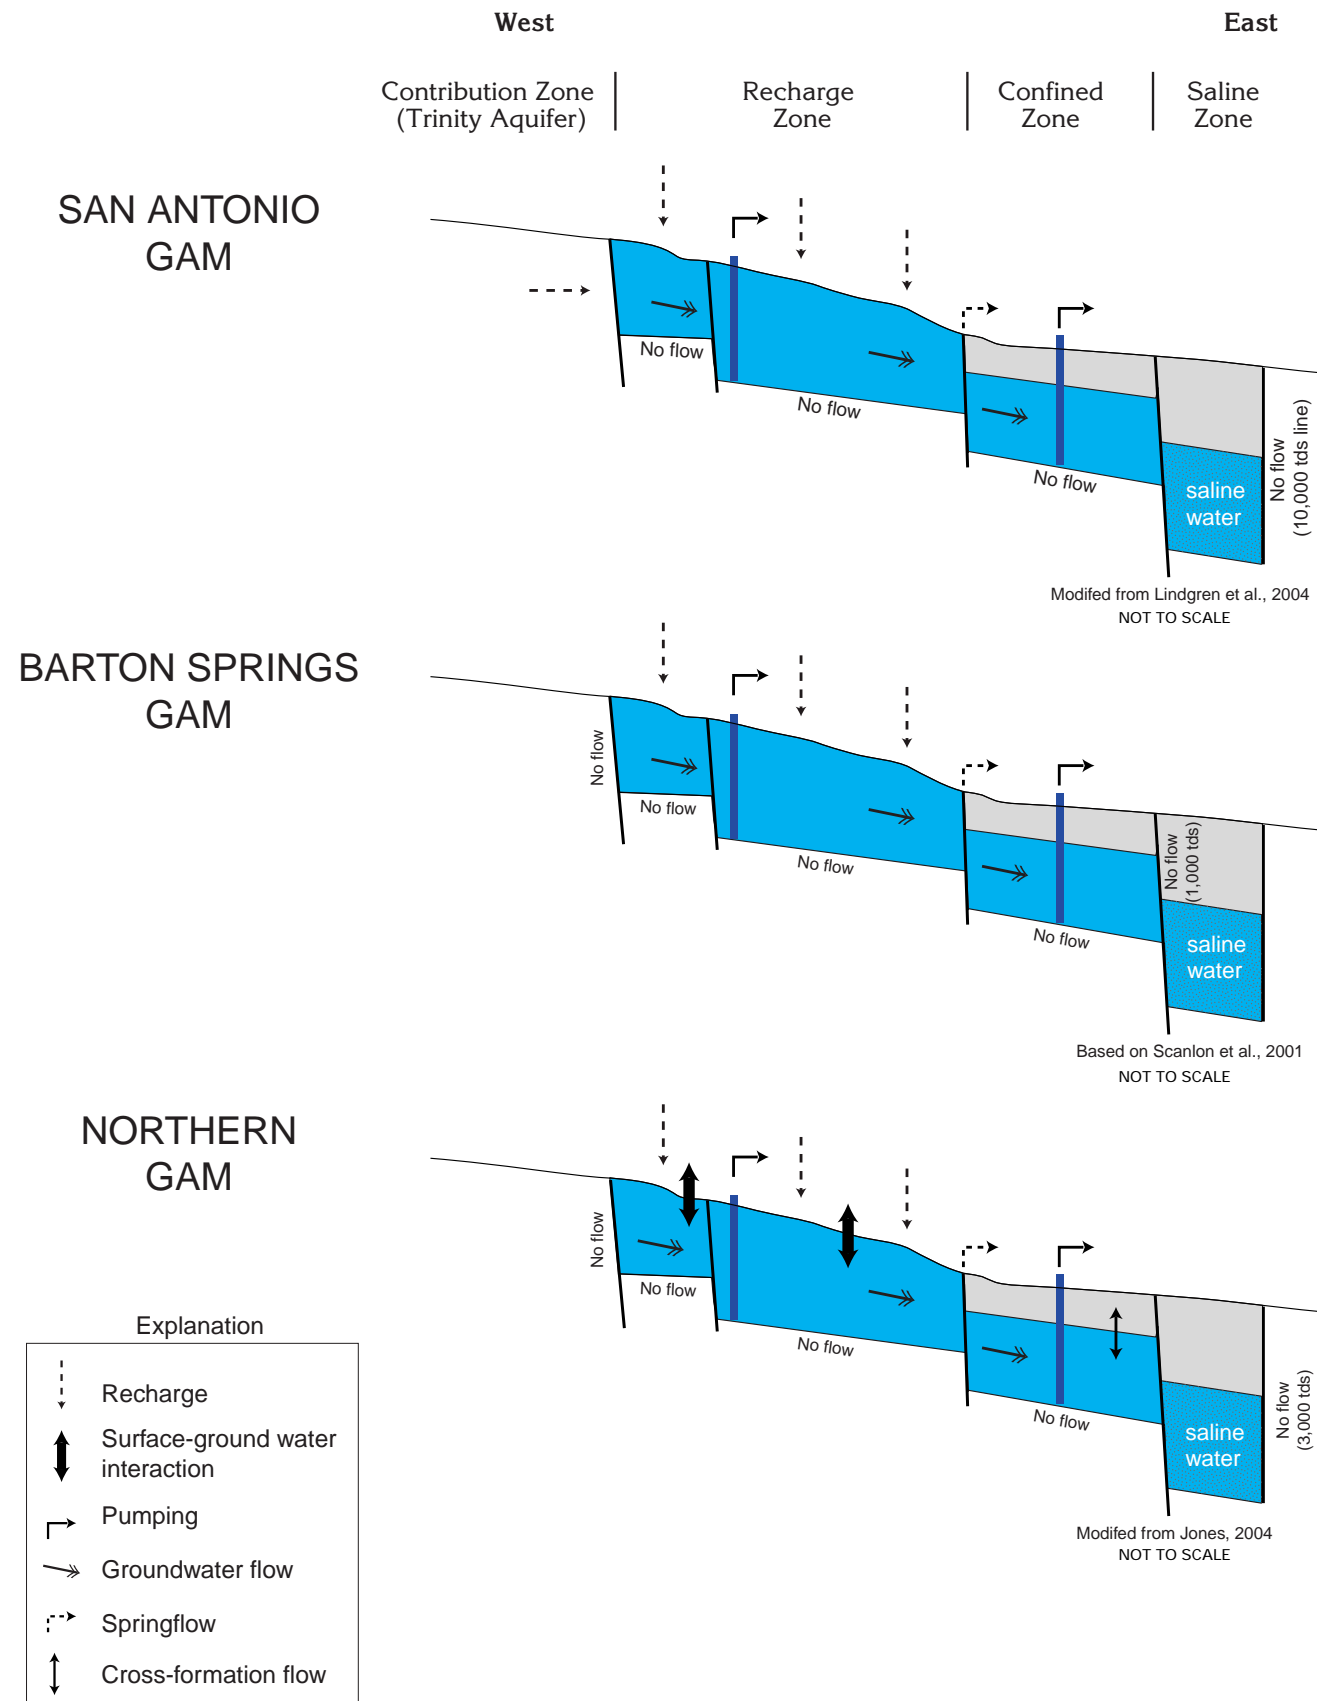 West
East
Contribution Zone
(Trinity Aquifer)
Recharge
Zone
Confined
Zone
Saline
Zone
SAN ANTONIO
GAM
No flow
No flow
No flow
saline
water
No flow
(10,000 tds line)
Modifed from Lindgren et al., 2004
NOT TO SCALE
BARTON SPRINGS
GAM
No flow
No flow
No flow
No flow
No flow
(1,000 tds)
saline
water
Based on Scanlon et al., 2001
NOT TO SCALE
NORTHERN
GAM
No flow
No flow
No flow
No flow
saline
water
No flow
(3,000 tds)
Modifed from Jones, 2004
NOT TO SCALE
Explanation
Recharge
Surface-ground water
interaction
Pumping
Groundwater flow
Springflow
Cross-formation flow